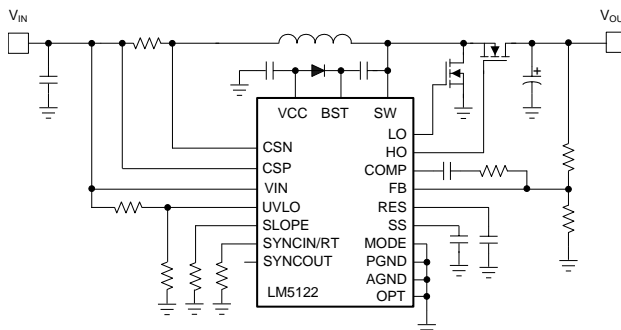 VIN
VOUT
+
VCC BST SW
LO
HO
CSN
CSP
COMP
VIN
FB
UVLO
RES
SLOPE
SS
SYNCIN/RT
MODE
SYNCOUT
PGND
AGND
LM5122
OPT